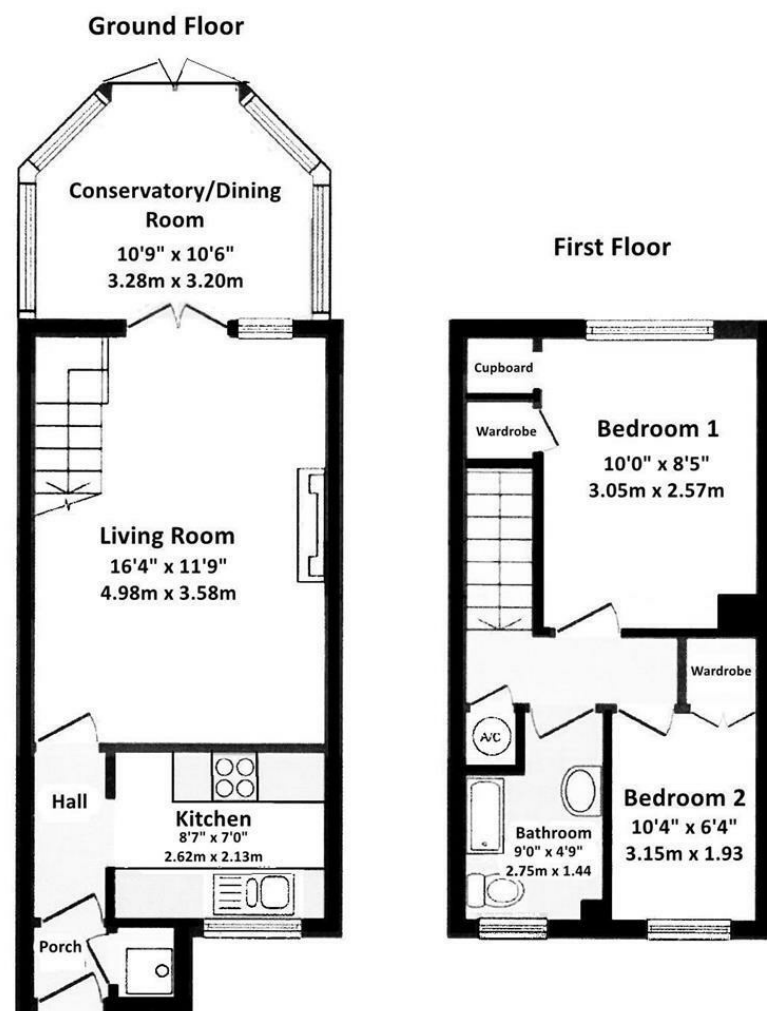 Ground Floor
Conservatory/Dining
Room
10'9" x 10'6"
3.28m x 3.20m
Living Room
16'4" x 11'9"
4.98m x 3.58m
Hall
Kitchen
8'7" x 7'0"
2.62m x 2.13m
Porch
First Floor
Cupboard
Wardrobe
Bedroom 1
10'0" x 8'5"
3.05m x 2.57m
Wardrobe
A/C
Bedroom 2
10'4" x 6'4"
3.15m x 1.93
Bathroom
9'0" x 4'9"
2.75m x 1.44